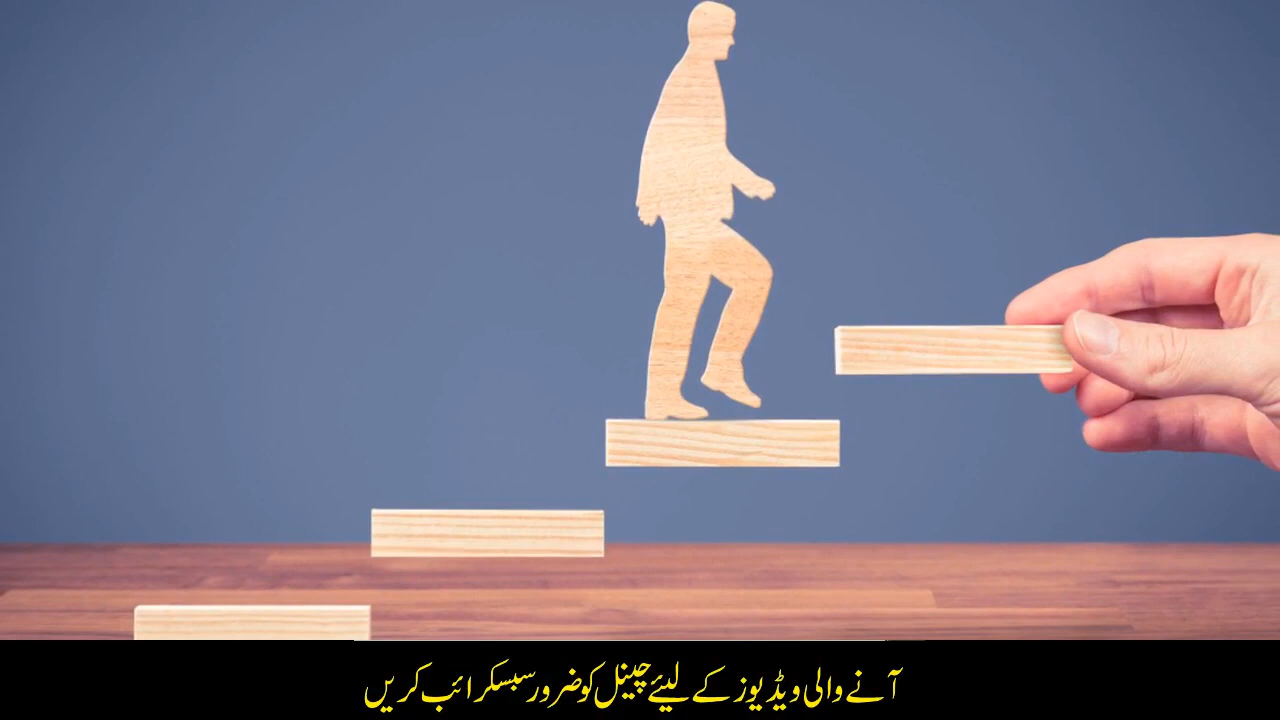 آنے والی ویڈیوز کے لیئے چینل کو ضرور سبسکرائب کریں